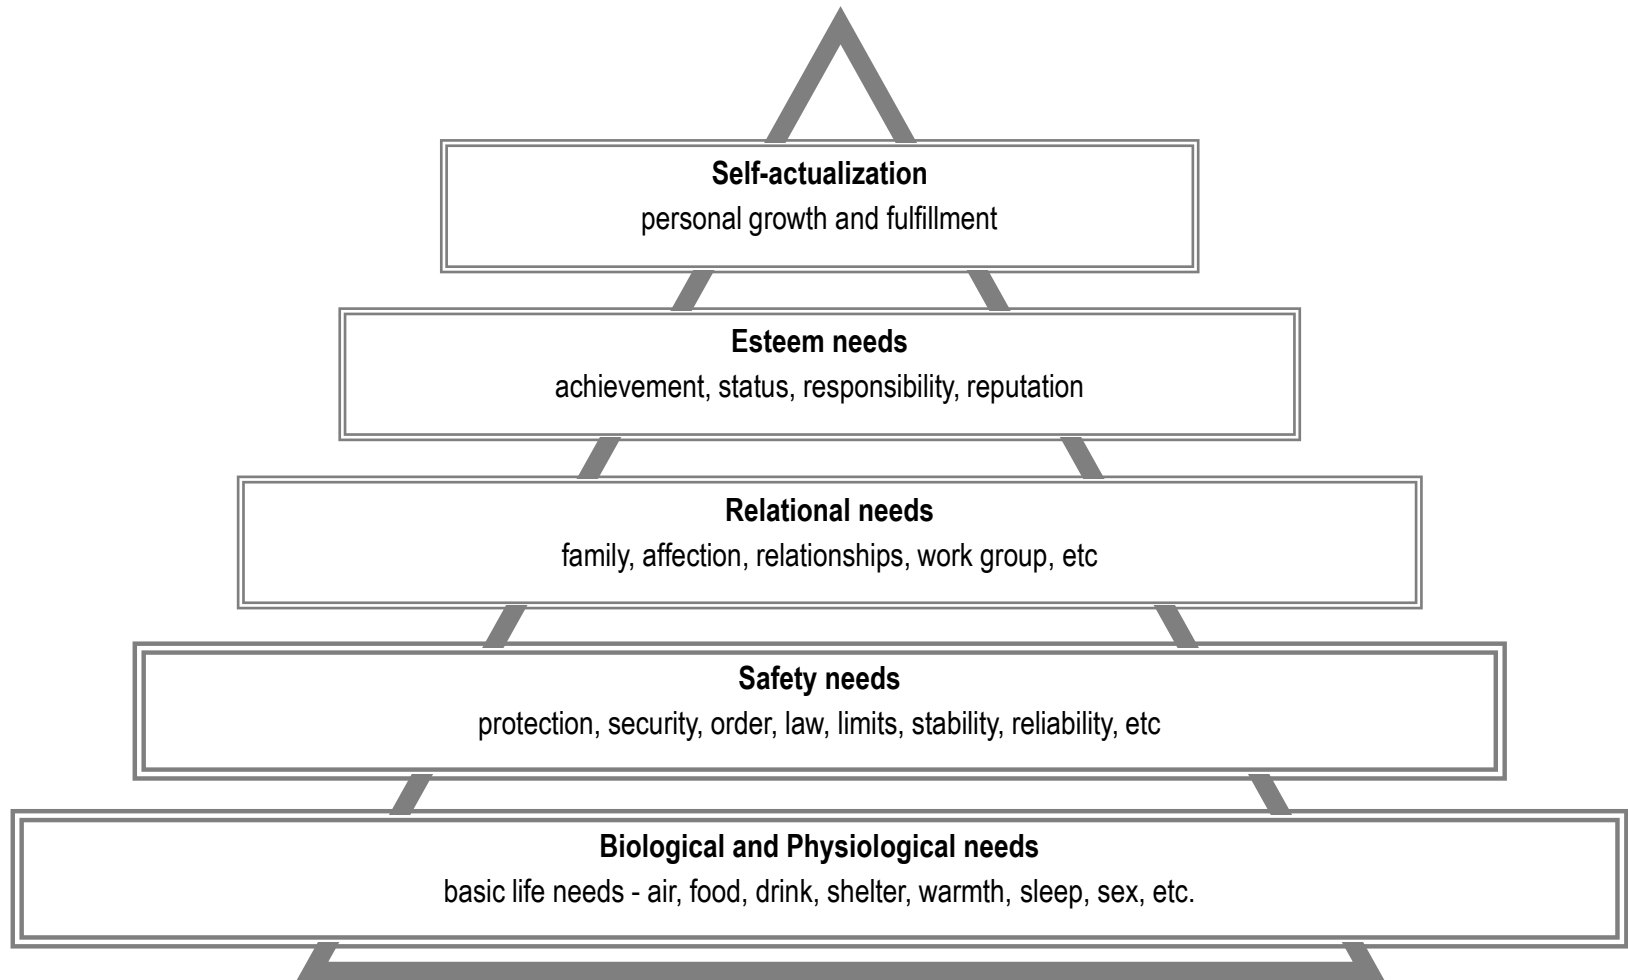 Self-actualization
personal growth and fulfillment
Esteem needs
achievement, status, responsibility, reputation
Relational needs
family, affection, relationships, work group, etc
Safety needs
protection, security, order, law, limits, stability, reliability, etc
Biological and Physiological needs
basic life needs - air, food, drink, shelter, warmth, sleep, sex, etc.